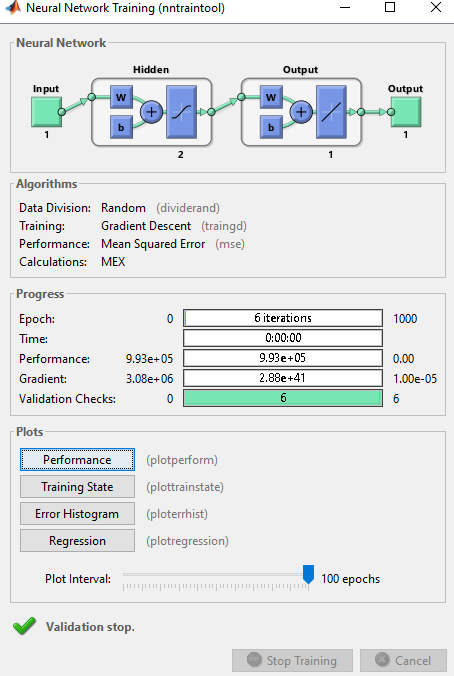 Neural Network Training (nntraintool)
Neural Network
Hidden Output
Input Output
W W
b b
1 2 1 1
Algorithms
Data Division: Random (dividerand)
Training: Gradient Descent (traingd)
Performance: Mean Squared Error (mse)
Calculations: MEX
Progress
Epoch: 0 6 iterations 1000
Time: 0:00:00
Performance: 9.93e+05 9.93e+05 0.00
Gradient: 3.08e+06 2.88e+41 1.00e-05
Validation Checks: 0 6 6
Plots
Performance (plotperform)
Training State (plottrainstate)
Error Histogram (ploterrhist)
Regression (plotregression)
Plot Interval: 100 epochs
Validation stop.
Stop Training Cancel